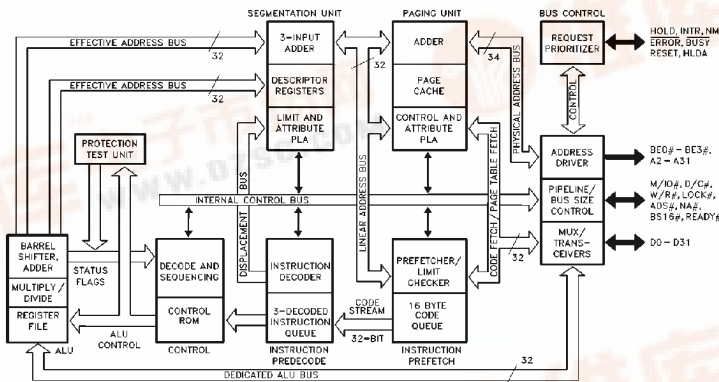 SEGMENTATION UNIT
PAGING UNIT
BUS CONTROL
EFFECTIVE ADDRESS BUS
32
EFFECTIVE ADDRESS BUS
32
3-INPUT
ADDER
DESCRIPTOR
REGISTERS
LIMIT AND
ATTRIBUTE
PLA
32
ADDER
PAGE
CACHE
CONTROL AND
ATTRIBUTE
PLA
34
PHYSICAL ADDRESS BUS
REQUEST
PRIORITIZER
HOLD, INTR, NM
ERROR, BUSY
RESET, HLDA
CONTROL
PROTECTION
TEST UNIT
ADDRESS
DRIVER
BE0# - BE3#,
A2 - A31
PIPELINE/
BUS SIZE
CONTROL
M/IO#, D/C#,
W/R#, LOCK#,
ADS#, NA#,
BS16#, READY#
MUX/
TRANS-
CEIVERS
D0 - D31
INTERNAL CONTROL BUS
DISPLACEMENT BUS
LINEAR ADDRESS BUS
CODE FETCH / PAGE TABLE FETCH
32
BARREL
SHIFTER,
ADDER
MULTIPLY/
DIVIDE
REGISTER
FILE
ALU
STATUS
FLAGS
ALU
CONTROL
DECODE AND
SEQUENCING
CONTROL
ROM
CONTROL
INSTRUCTION
DECODER
3-DECODED
INSTRUCTION
QUEUE
INSTRUCTION
PREDECODE
CODE
STREAM
32-BIT
PREFETCHER/
LIMIT
CHECKER
16 BYTE
CODE
QUEUE
INSTRUCTION
PREFETCH
DEDICATED ALU BUS
32